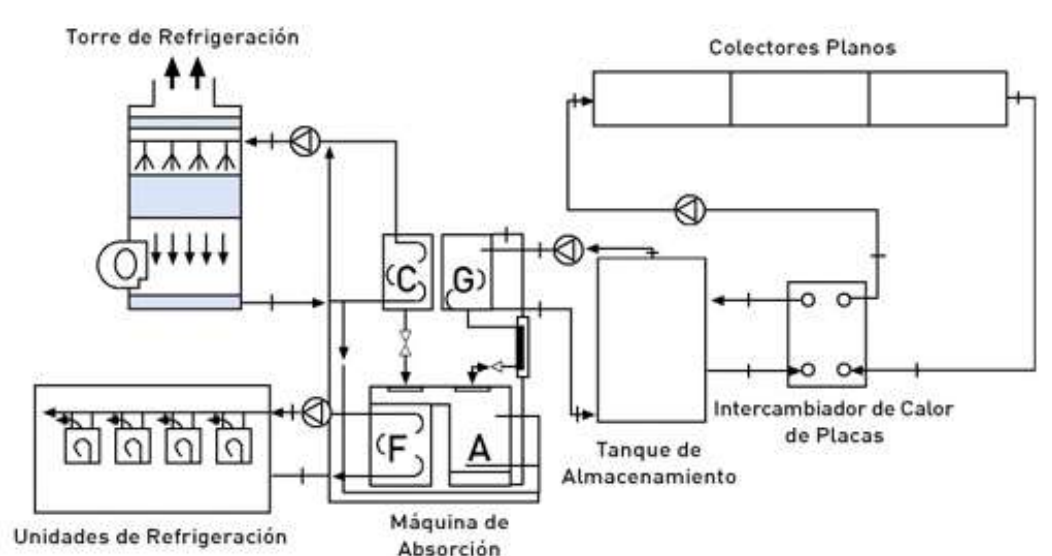 Torre de Refrigeración
Colectores Planos
C
G
F
A
Intercambiador de Calor
de Placas
Tanque de
Almacenamiento
Máquina de
Absorción
Unidades de Refrigeración